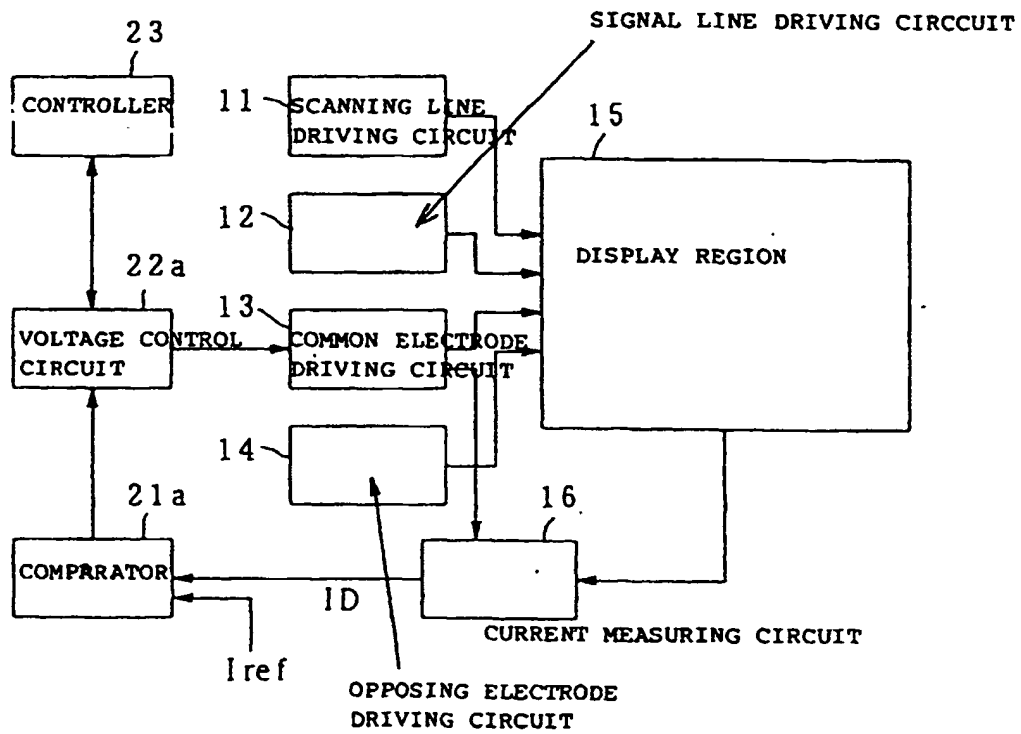 SIGNAL LINE DRIVING CIRCCUIT
23
CONTROLLER
11
SCANNING LINE
DRIVING CIRCUIT
15
12
DISPLAY REGION
22a
VOLTAGE CONTROL
CIRCUIT
13
COMMON ELECTRODE
DRIVING CIRCUIT
14
21a
COMPARATOR
16
ID
CURRENT MEASURING CIRCUIT
Iref
OPPOSING ELECTRODE
DRIVING CIRCUIT